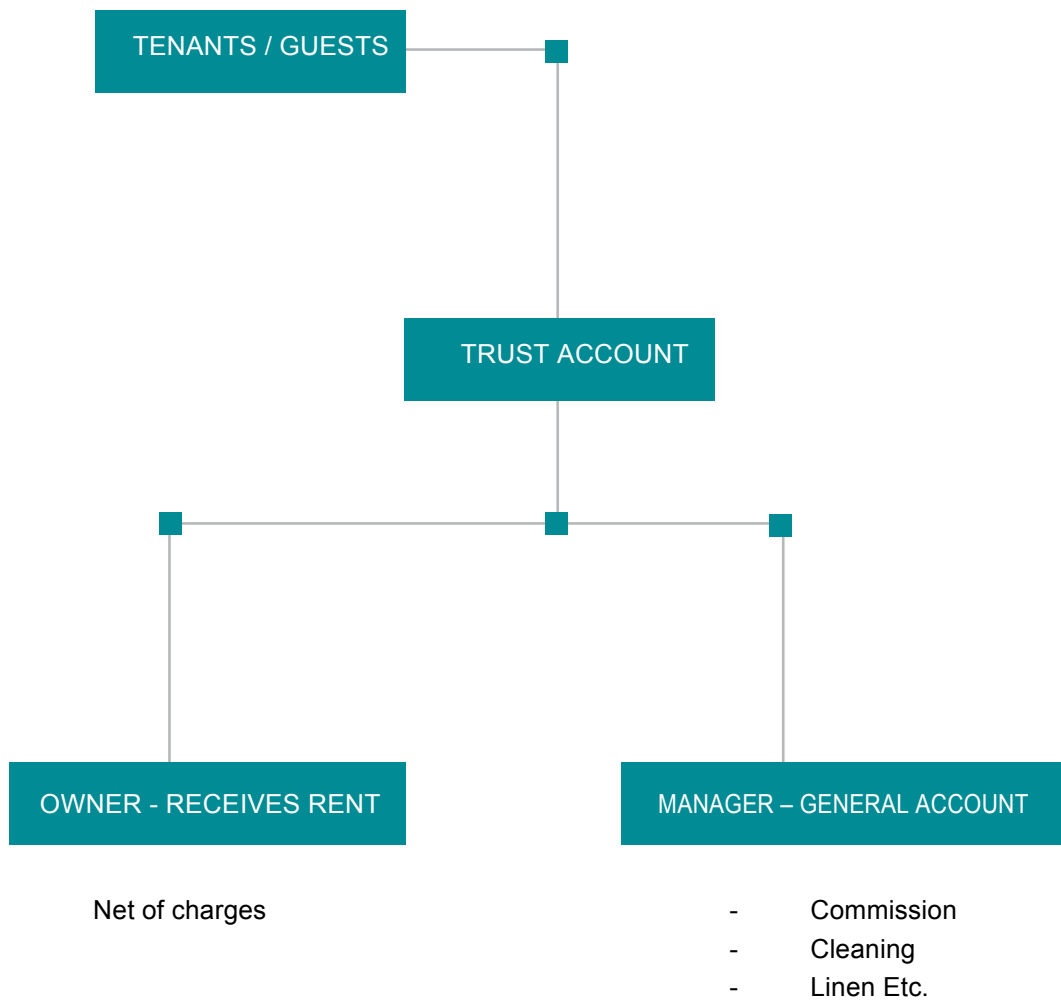 TENANTS / GUESTS
TRUST ACCOUNT
OWNER - RECEIVES RENT
MANAGER – GENERAL ACCOUNT
Net of charges
- Commission
- Cleaning
- Linen Etc.